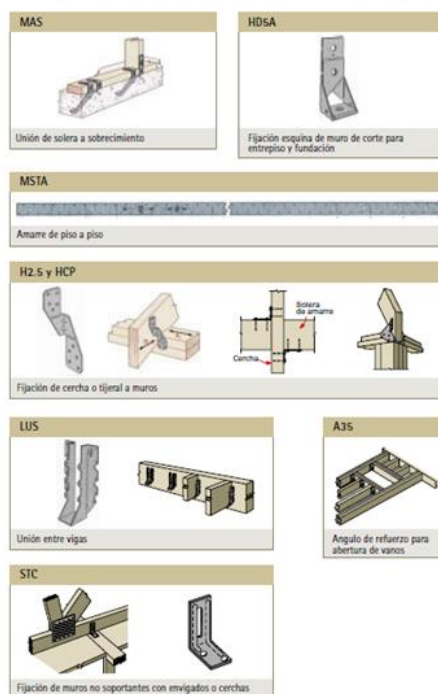 MAS
Unión de solera a sobrecimiento
HD5A
Fijación esquina de muro de corte para
entrepiso y fundación
MSTA
Amarre de piso a piso
H2.5 y HCP
Solera
de amarre
Cercha
Fijación de cercha o tijeral a muros
LUS
Unión entre vigas
A35
Angulo de refuerzo para
abertura de vanos
STC
Fijación de muros no soportantes con envigados o cerchas